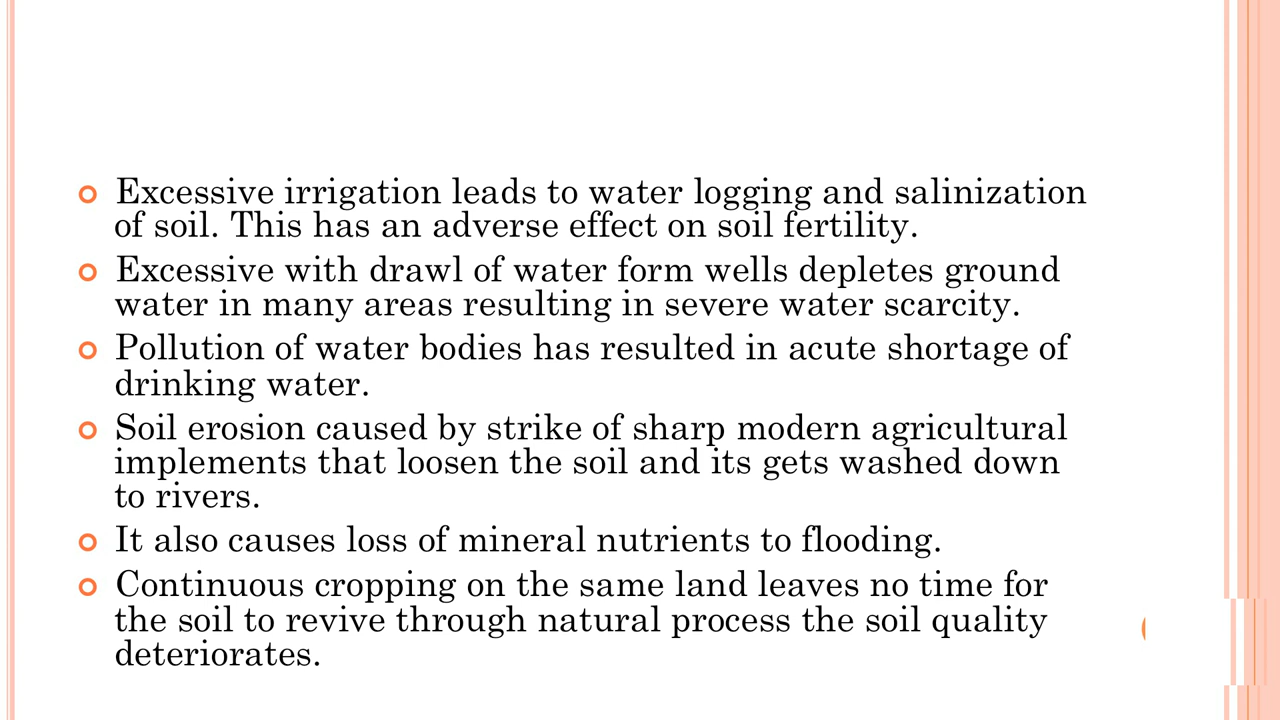 Excessive irrigation leads to water logging and salinization
of soil. This has an adverse effect on soil fertility.
Excessive with drawl of water form wells depletes ground
water in many areas resulting in severe water scarcity.
Pollution of water bodies has resulted in acute shortage of
drinking water.
Soil erosion caused by strike of sharp modern agricultural
implements that loosen the soil and its gets washed down
to rivers.
It also causes loss of mineral nutrients to flooding.
Continuous cropping on the same land leaves no time for
the soil to revive through natural process the soil quality
deteriorates.